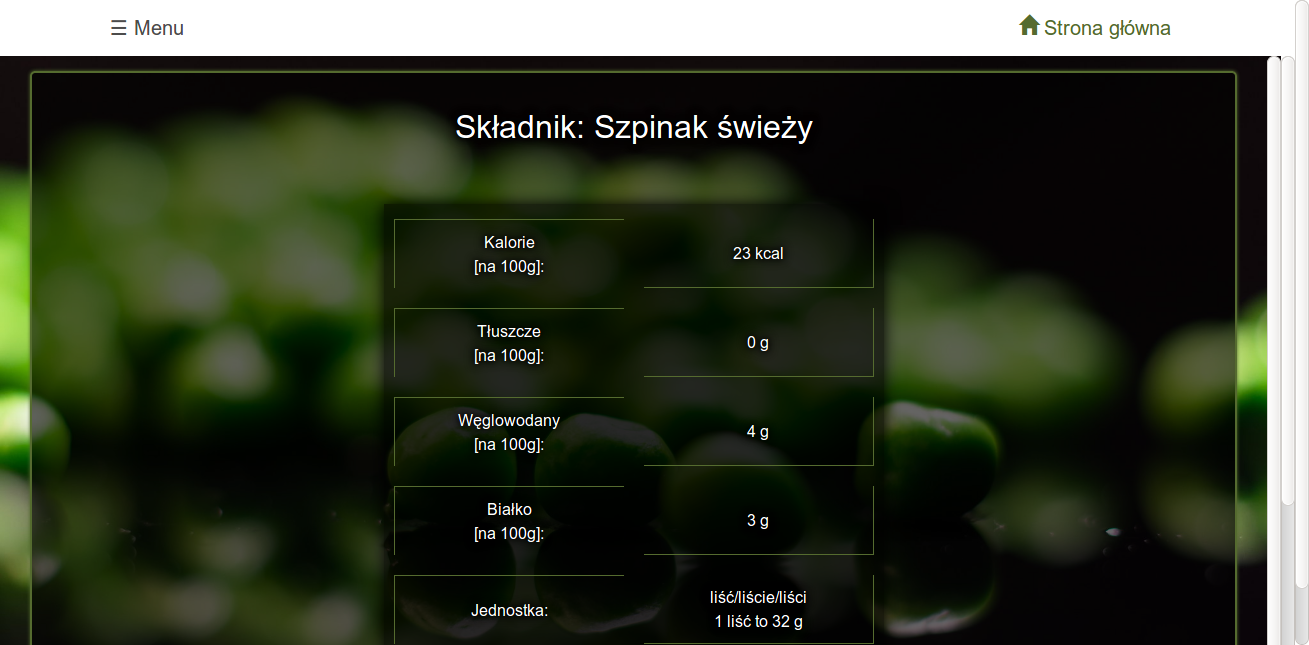 ☰ Menu
Strona główna
Składnik: Szpinak świeży
Kalorie
[na 100g]:
23 kcal
Tłuszcze
[na 100g]:
0 g
Węglowodany
[na 100g]:
4 g
Białko
[na 100g]:
3 g
Jednostka:
liść/liście/liści
1 liść to 32 g